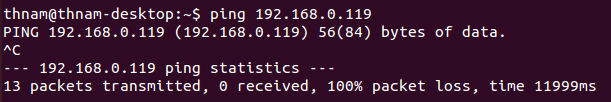 thnam@thnam-desktop:~$ ping 192.168.0.119
PING 192.168.0.119 (192.168.0.119) 56(84) bytes of data.
^C
--- 192.168.0.119 ping statistics ---
13 packets transmitted, 0 received, 100% packet loss, time 11999ms